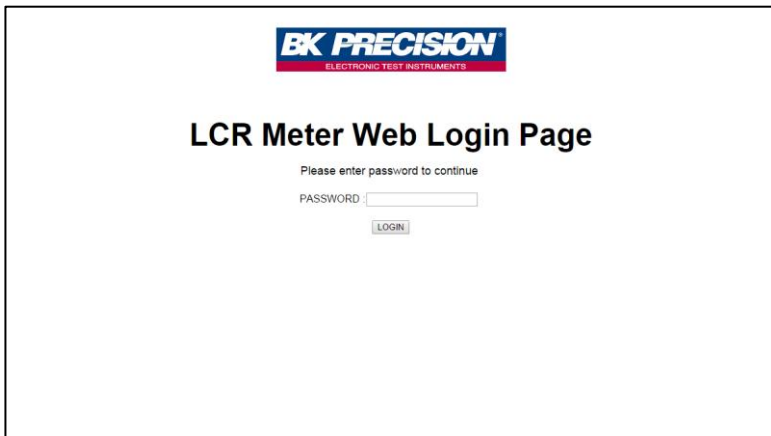 BK PRECISION®
ELECTRONIC TEST INSTRUMENTS
LCR Meter Web Login Page
Please enter password to continue
PASSWORD :
LOGIN